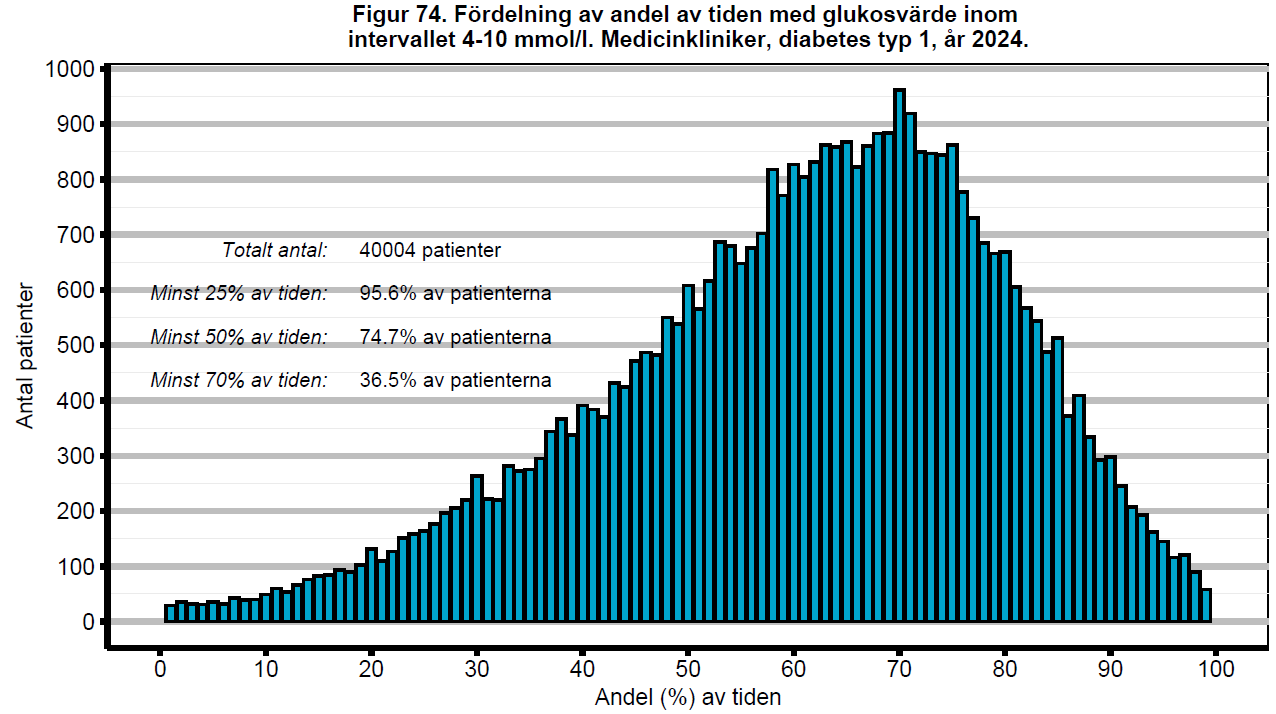 Figur 74. Fördelning av andel av tiden med glukosvärde inom
intervallet 4-10 mmol/l. Medicinkliniker, diabetes typ 1, år 2024.
1000
900
800
700
600
500
400
300
200
100
0
Antal patienter
Totalt antal: 40004 patienter
Minst 25% av tiden: 95.6% av patienterna
Minst 50% av tiden: 74.7% av patienterna
Minst 70% av tiden: 36.5% av patienterna
0 10 20 30 40 50 60 70 80 90 100
Andel (%) av tiden